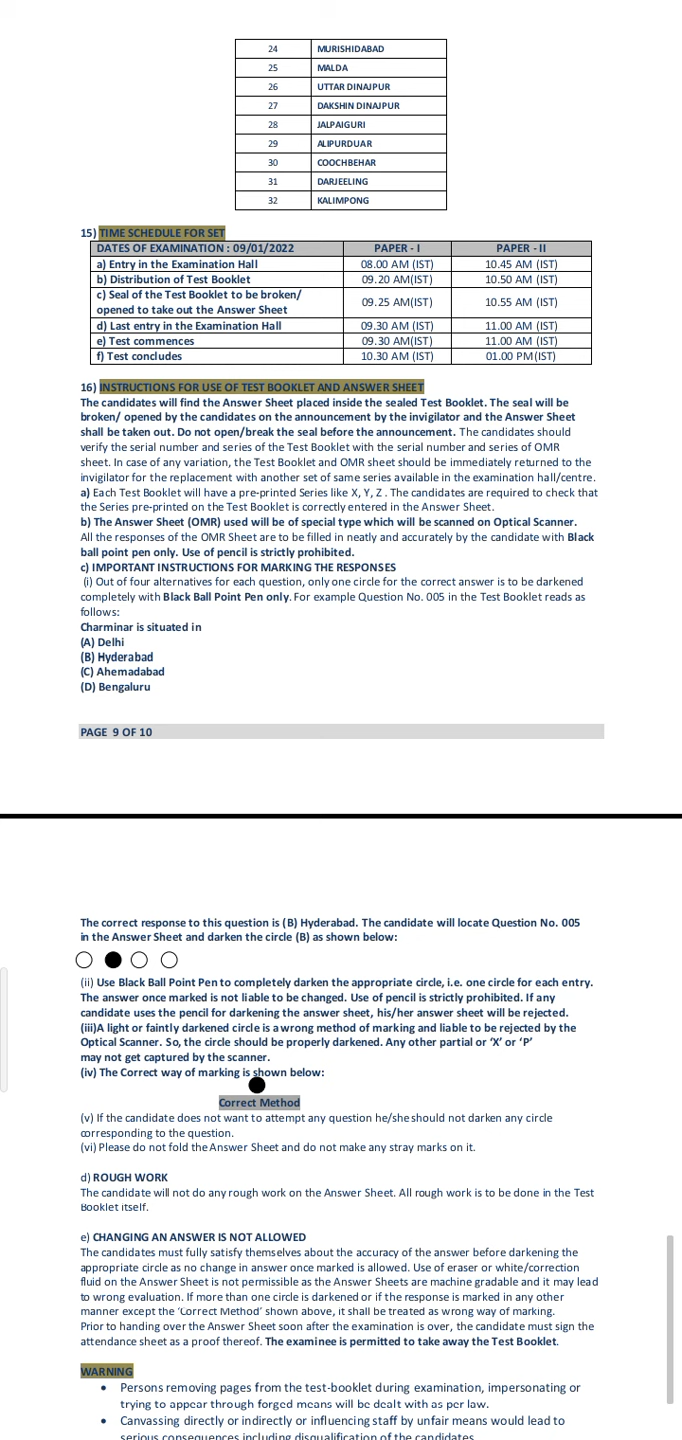 24 MURISHIDABAD
25 MALDA
26 UTTAR DINAJPUR
27 DAKSHIN DINAJPUR
28 JALPAIGURI
29 ALIPURDUAR
30 COOCHBEHAR
31 DARJEELING
32 KALIMPONG
15) TIME SCHEDULE FOR SET
DATES OF EXAMINATION : 09/01/2022 PAPER - I PAPER - II
a) Entry in the Examination Hall 08.00 AM (IST) 10.45 AM (IST)
b) Distribution of Test Booklet 09.20 AM(IST) 10.50 AM (IST)
c) Seal of the Test Booklet to be broken/
opened to take out the Answer Sheet 09.25 AM(IST) 10.55 AM (IST)
d) Last entry in the Examination Hall 09.30 AM (IST) 11.00 AM (IST)
e) Test commences 09.30 AM(IST) 11.00 AM (IST)
f) Test concludes 10.30 AM (IST) 01.00 PM(IST)
16) INSTRUCTIONS FOR USE OF TEST BOOKLET AND ANSWER SHEET
The candidates will find the Answer Sheet placed inside the sealed Test Booklet. The seal will be
broken/ opened by the candidates on the announcement by the invigilator and the Answer Sheet
shall be taken out. Do not open/break the seal before the announcement. The candidates should
verify the serial number and series of the Test Booklet with the serial number and series of OMR
sheet. In case of any variation, the Test Booklet and OMR sheet should be immediately returned to the
invigilator for the replacement with another set of same series available in the examination hall/centre.
a) Each Test Booklet will have a pre-printed Series like X, Y, Z . The candidates are required to check that
the Series pre-printed on the Test Booklet is correctly entered in the Answer Sheet.
b) The Answer Sheet (OMR) used will be of special type which will be scanned on Optical Scanner.
All the responses of the OMR Sheet are to be filled in neatly and accurately by the candidate with Black
ball point pen only. Use of pencil is strictly prohibited.
c) IMPORTANT INSTRUCTIONS FOR MARKING THE RESPONSES
(i) Out of four alternatives for each question, only one circle for the correct answer is to be darkened
completely with Black Ball Point Pen only. For example Question No. 005 in the Test Booklet reads as
follows:
Charminar is situated in
(A) Delhi
(B) Hyderabad
(C) Ahemadabad
(D) Bengaluru
PAGE 9 OF 10
The correct response to this question is (B) Hyderabad. The candidate will locate Question No. 005
in the Answer Sheet and darken the circle (B) as shown below:
(ii) Use Black Ball Point Pen to completely darken the appropriate circle, i.e. one circle for each entry.
The answer once marked is not liable to be changed. Use of pencil is strictly prohibited. If any
candidate uses the pencil for darkening the answer sheet, his/her answer sheet will be rejected.
(iii)A light or faintly darkened circle is a wrong method of marking and liable to be rejected by the
Optical Scanner. So, the circle should be properly darkened. Any other partial or ‘X’ or ‘P’
may not get captured by the scanner.
(iv) The Correct way of marking is shown below:
Correct Method
(v) If the candidate does not want to attempt any question he/she should not darken any circle
corresponding to the question.
(vi) Please do not fold the Answer Sheet and do not make any stray marks on it.
d) ROUGH WORK
The candidate will not do any rough work on the Answer Sheet. All rough work is to be done in the Test
Booklet itself.
e) CHANGING AN ANSWER IS NOT ALLOWED
The candidates must fully satisfy themselves about the accuracy of the answer before darkening the
appropriate circle as no change in answer once marked is allowed. Use of eraser or white/correction
fluid on the Answer Sheet is not permissible as the Answer Sheets are machine gradable and it may lead
to wrong evaluation. If more than one circle is darkened or if the response is marked in any other
manner except the ‘Correct Method’ shown above, it shall be treated as wrong way of marking.
Prior to handing over the Answer Sheet soon after the examination is over, the candidate must sign the
attendance sheet as a proof thereof. The examinee is permitted to take away the Test Booklet.
WARNING
• Persons removing pages from the test-booklet during examination, impersonating or
trying to appear through forged means will be dealt with as per law.
• Canvassing directly or indirectly or influencing staff by unfair means would lead to
serious consequences including disqualification of the candidates.